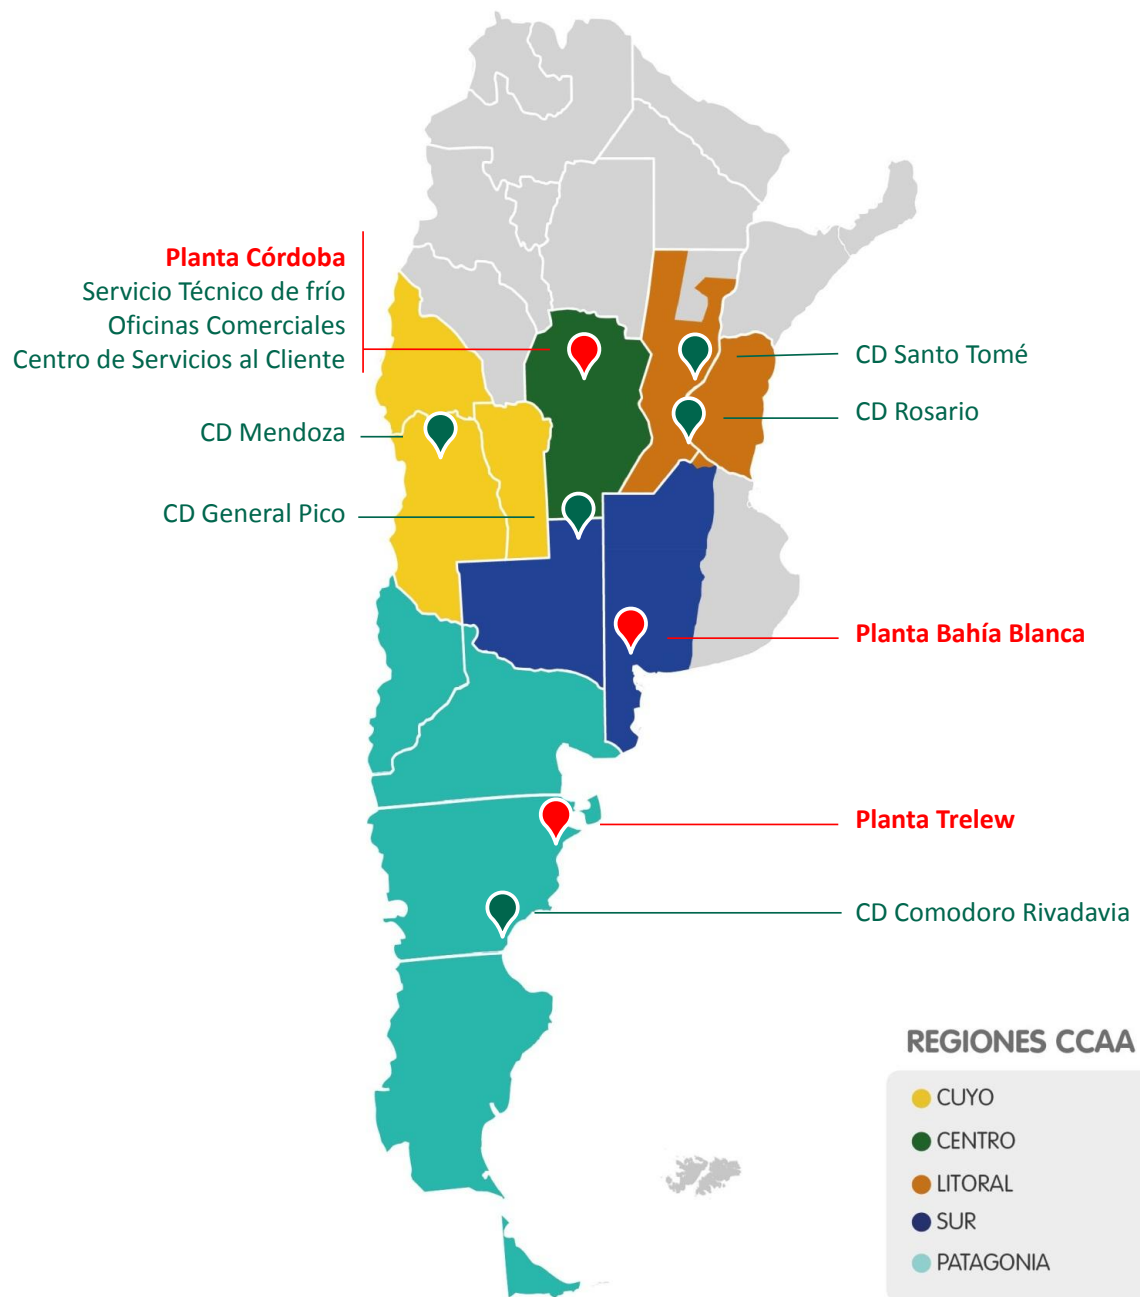 Planta Córdoba
Servicio Técnico de frío
Oficinas Comerciales
Centro de Servicios al Cliente
CD Santo Tomé
CD Rosario
CD Mendoza
CD General Pico
Planta Bahía Blanca
Planta Trelew
CD Comodoro Rivadavia
REGIONES CCAA
CUYO
CENTRO
LITORAL
SUR
PATAGONIA